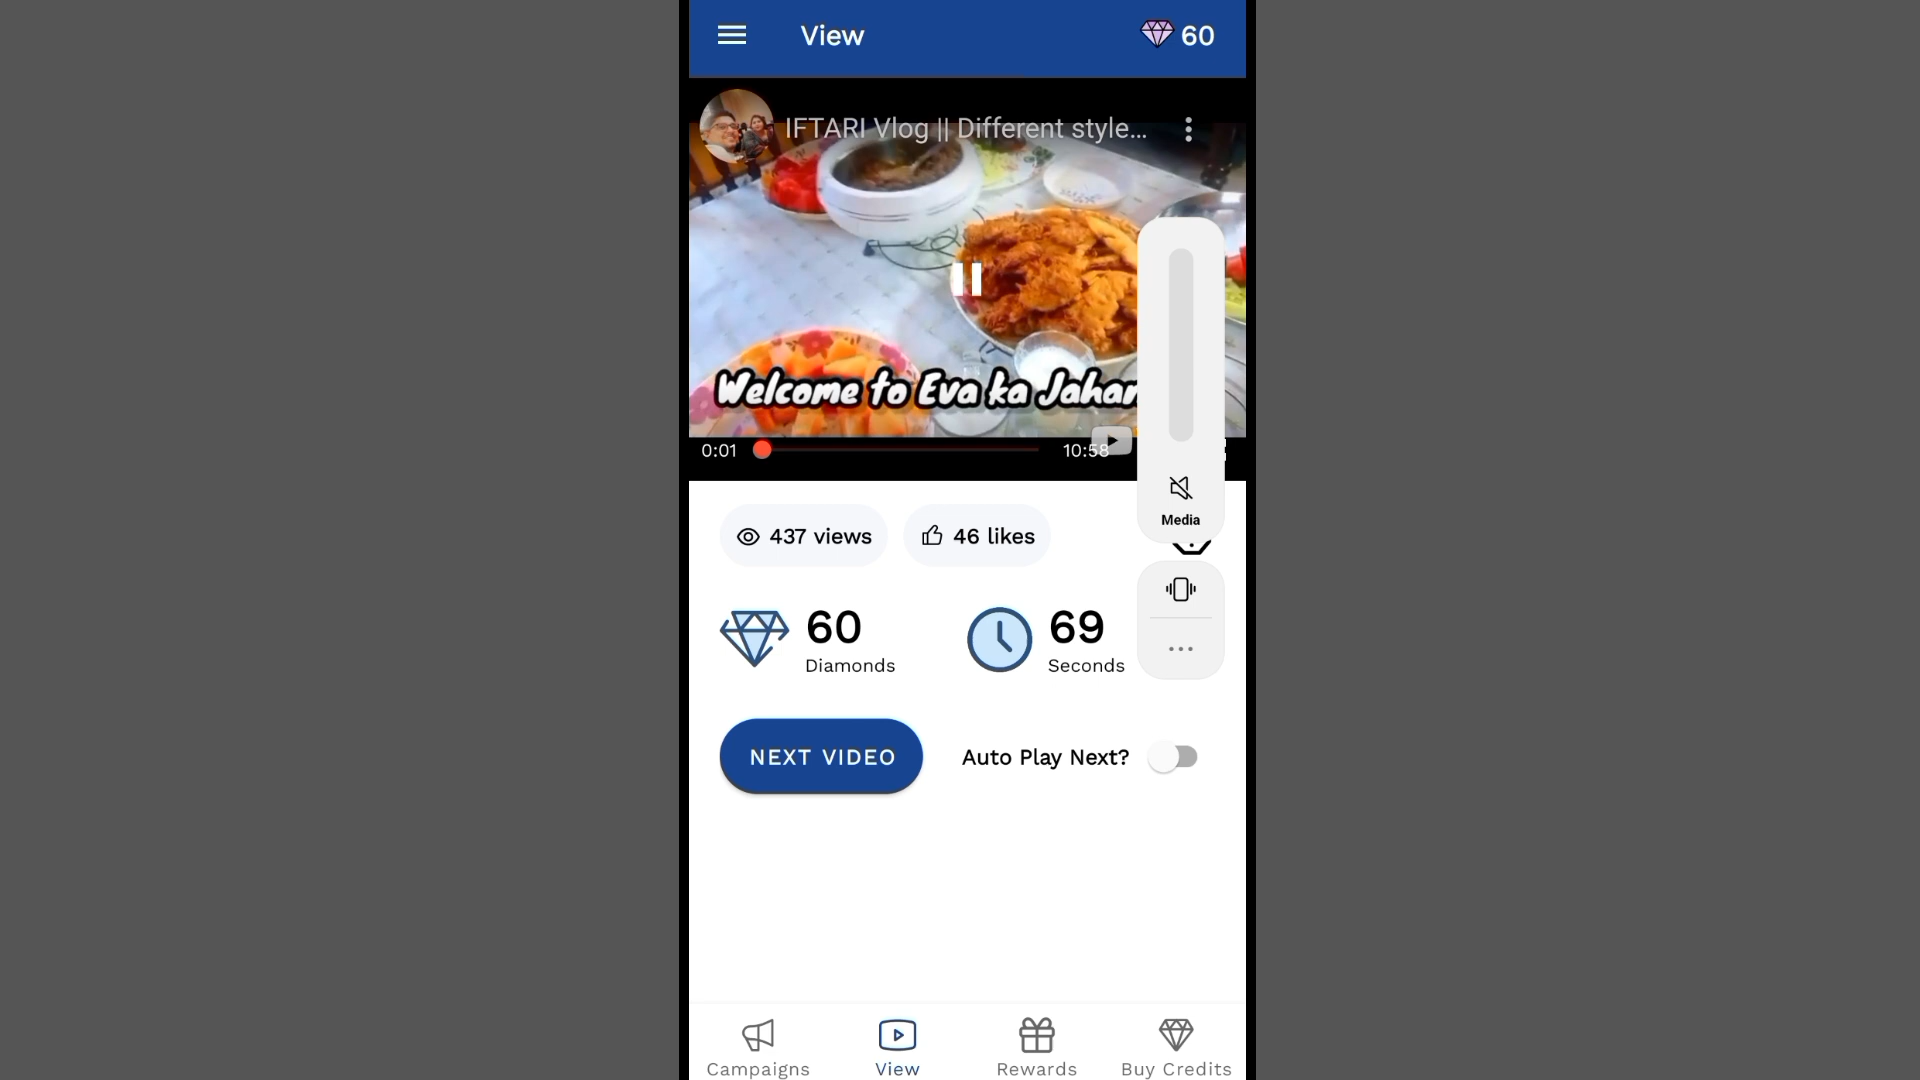 View
60
IFTARI Vlog || Different style...
Welcome to Eva ka Jahan
0:01
10:58
Media
437 views
46 likes
60
Diamonds
69
Seconds
NEXT VIDEO
Auto Play Next?
Campaigns
View
Rewards
Buy Credits